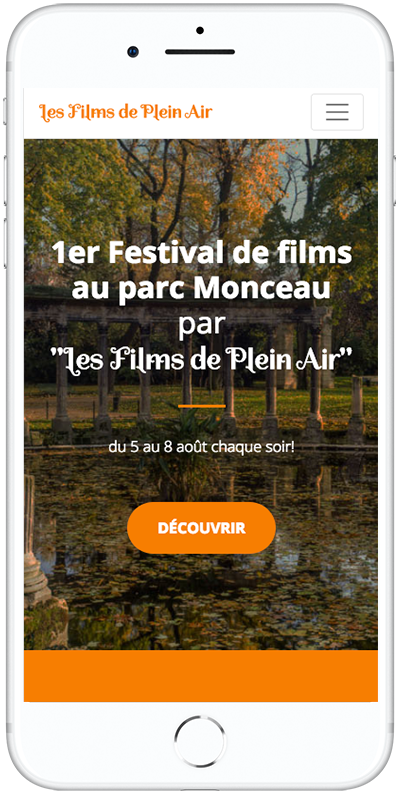 Les Films de Plein Air
1er Festival de films
au parc Monceau
par
"Les Films de Plein Air"
du 5 au 8 août chaque soir!
DÉCOUVRIR